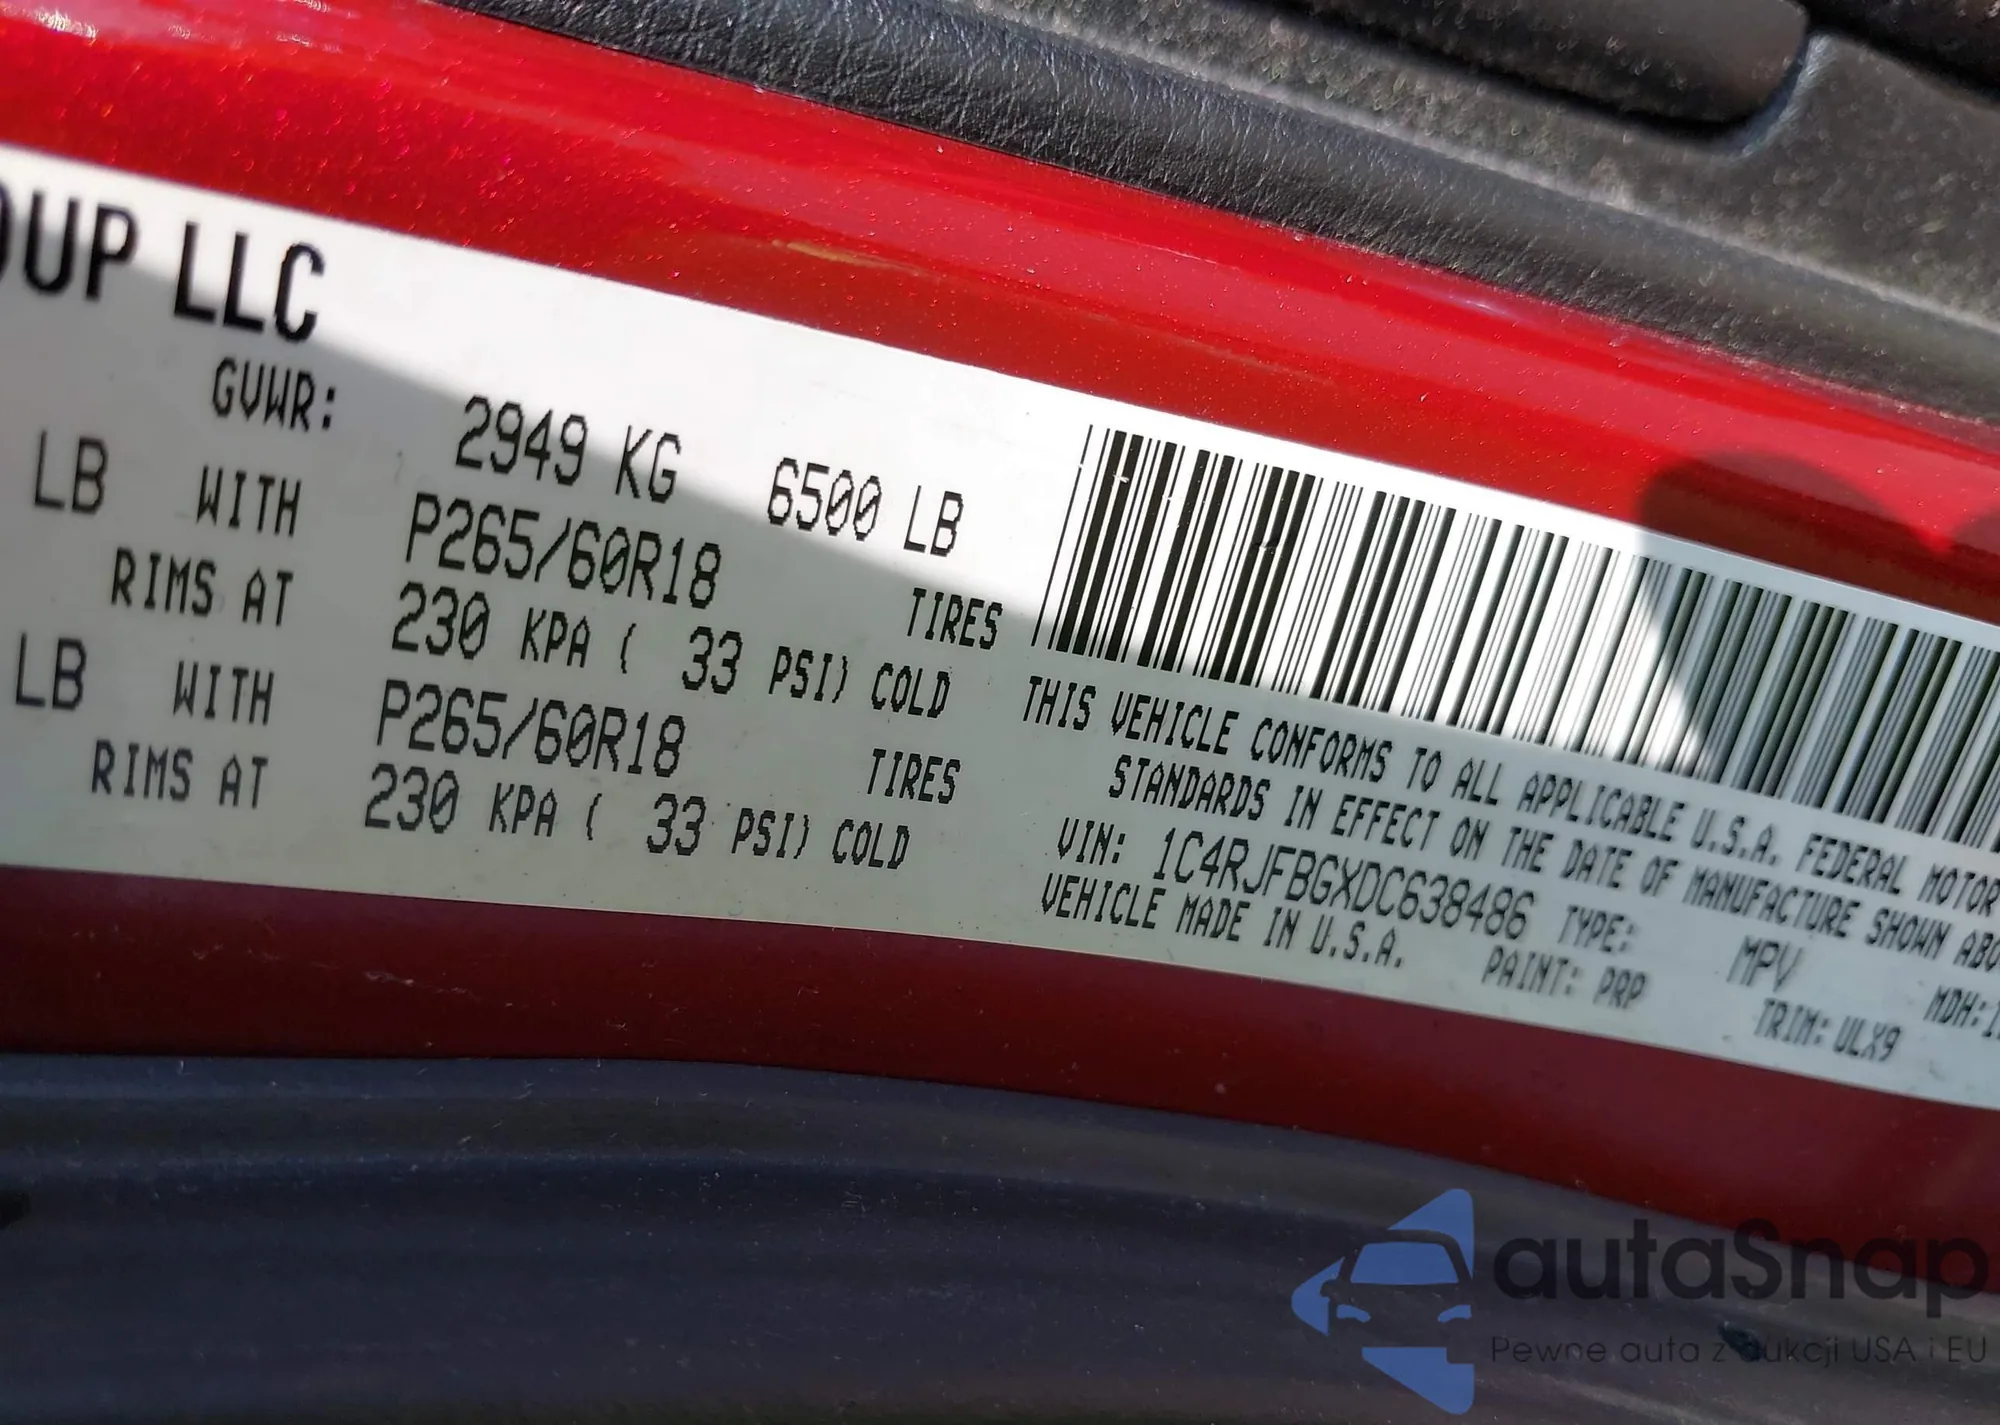 OUP LLC
GVWR: 2949 KG 6500 LB
LB WITH P265/60R18 TIRES
RIMS AT 230 KPA ( 33 PSI) COLD
LB WITH P265/60R18 TIRES
RIMS AT 230 KPA ( 33 PSI) COLD
THIS VEHICLE CONFORMS TO ALL APPLICABLE U.S.A. FEDERAL MOTOR
STANDARDS IN EFFECT ON THE DATE OF MANUFACTURE SHOWN ABO
VIN: 1C4RJFBGXDC638486 TYPE: MPV MDH:1
VEHICLE MADE IN U.S.A. PAINT: PRP TRIM: ULX9
autaSnap
Pewne auta z aukcji USA i EU